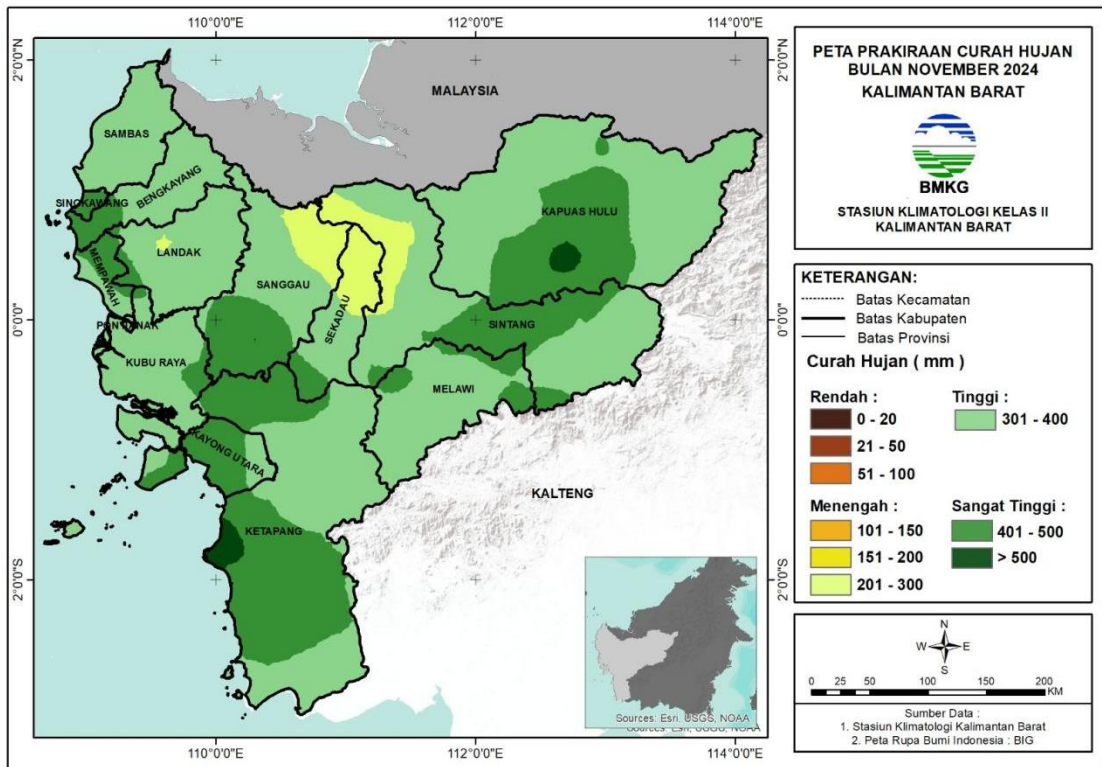 110°0'0"E
112°0'0"E
114°0'0"E
2°0'0"N
0°0'0"
2°0'0"S
2°0'0"N
0°0'0"
2°0'0"S
MALAYSIA
SAMBAS
BENGKAYANG
SINGKAWANG
KAPUAS HULU
LANDAK
MEMPAWAH
SANGGAU
SEKADAU
SINTANG
PONTIANAK
KUBU RAYA
MELAWI
KAYONG UTARA
KALTENG
KETAPANG
Sources: Esri, USGS, NOAA
Sources: Esri, USGS, NOAA
110°0'0"E
112°0'0"E
114°0'0"E
PETA PRAKIRAAN CURAH HUJAN
BULAN NOVEMBER 2024
KALIMANTAN BARAT
BMKG
STASIUN KLIMATOLOGI KELAS II
KALIMANTAN BARAT
KETERANGAN:
Batas Kecamatan
Batas Kabupaten
Batas Provinsi
Curah Hujan ( mm )
Rendah :
0 - 20
21 - 50
51 - 100
Tinggi :
301 - 400
Menengah :
101 - 150
151 - 200
201 - 300
Sangat Tinggi :
401 - 500
> 500
N
W E
S
0 25 50 100 150 200
KM
Sumber Data :
1. Stasiun Klimatologi Kalimantan Barat
2. Peta Rupa Bumi Indonesia : BIG